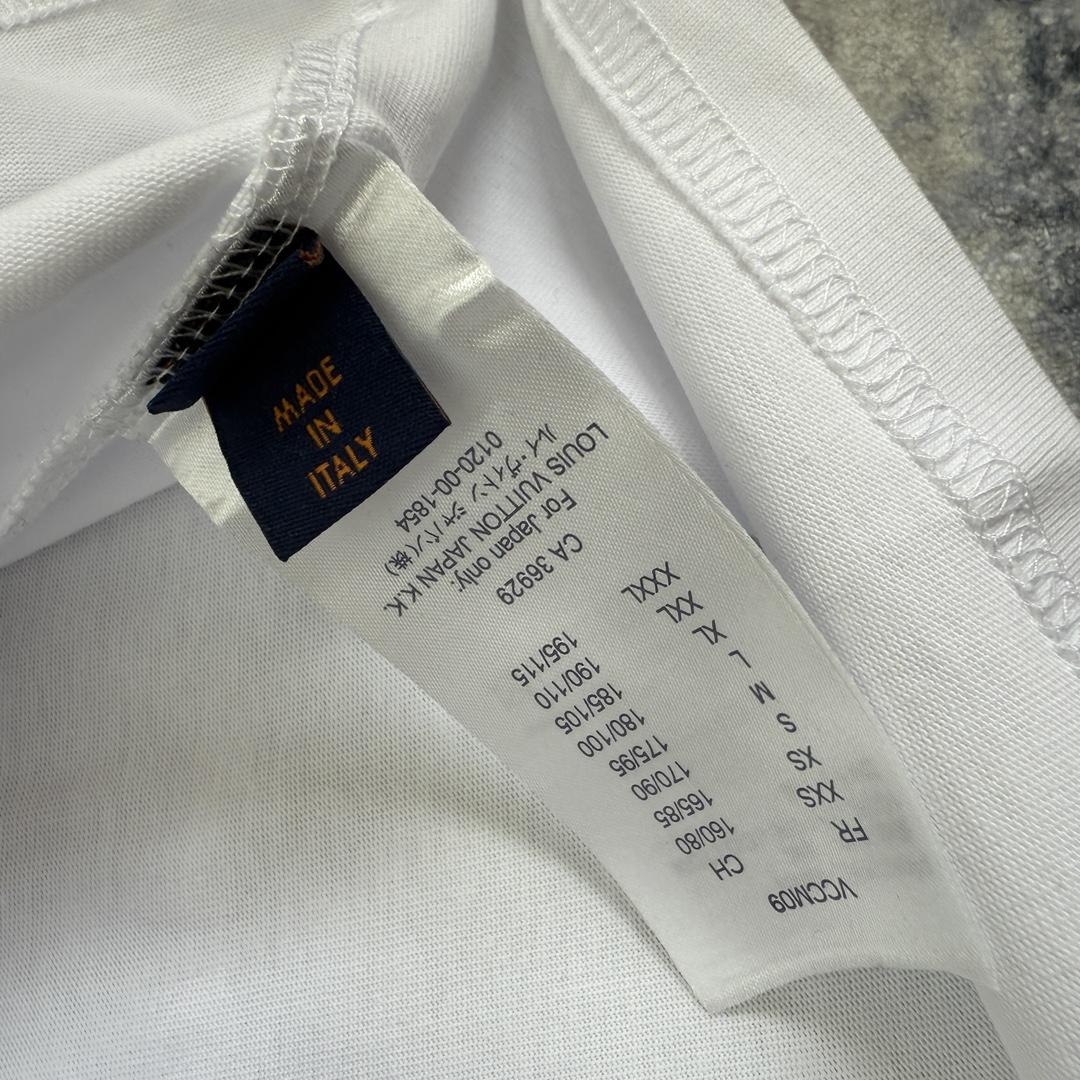 MADE
IN
ITALY
VCCM09
FR CH
XXS 160/80
XS 165/85
S 170/90
M 175/95
L 180/100
XL 185/105
XXL 190/110
XXXL 195/115
CA 36929
For Japan only:
LOUIS VUITTON JAPAN K.K.
ルイ・ヴィトン ジャパン(株)
0120-00-1854